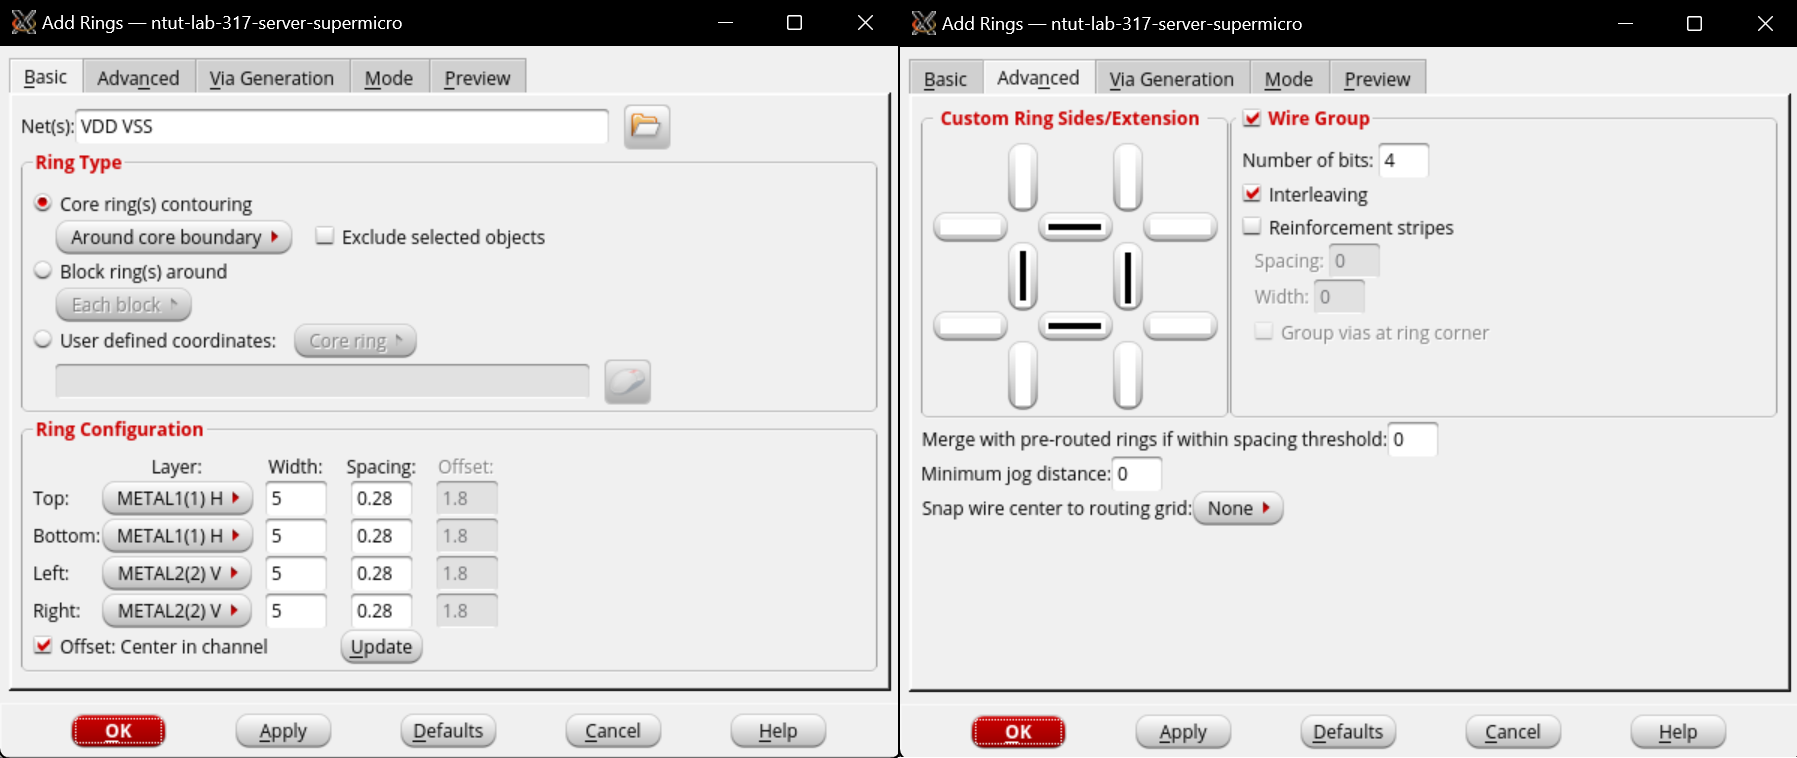 Add Rings — ntut-lab-317-server-supermicro
Basic Advanced Via Generation Mode Preview
Net(s): VDD VSS
Ring Type
Core ring(s) contouring
Around core boundary Exclude selected objects
Block ring(s) around
Each block
User defined coordinates: Core ring
Ring Configuration
Layer: Width: Spacing: Offset:
Top: METAL1(1) H 5 0.28 1.8
Bottom: METAL1(1) H 5 0.28 1.8
Left: METAL2(2) V 5 0.28 1.8
Right: METAL2(2) V 5 0.28 1.8
Offset: Center in channel Update
OK Apply Defaults Cancel Help
Add Rings — ntut-lab-317-server-supermicro
Basic Advanced Via Generation Mode Preview
Custom Ring Sides/Extension
Wire Group
Number of bits: 4
Interleaving
Reinforcement stripes
Spacing: 0
Width: 0
Group vias at ring corner
Merge with pre-routed rings if within spacing threshold: 0
Minimum jog distance: 0
Snap wire center to routing grid: None
OK Apply Defaults Cancel Help